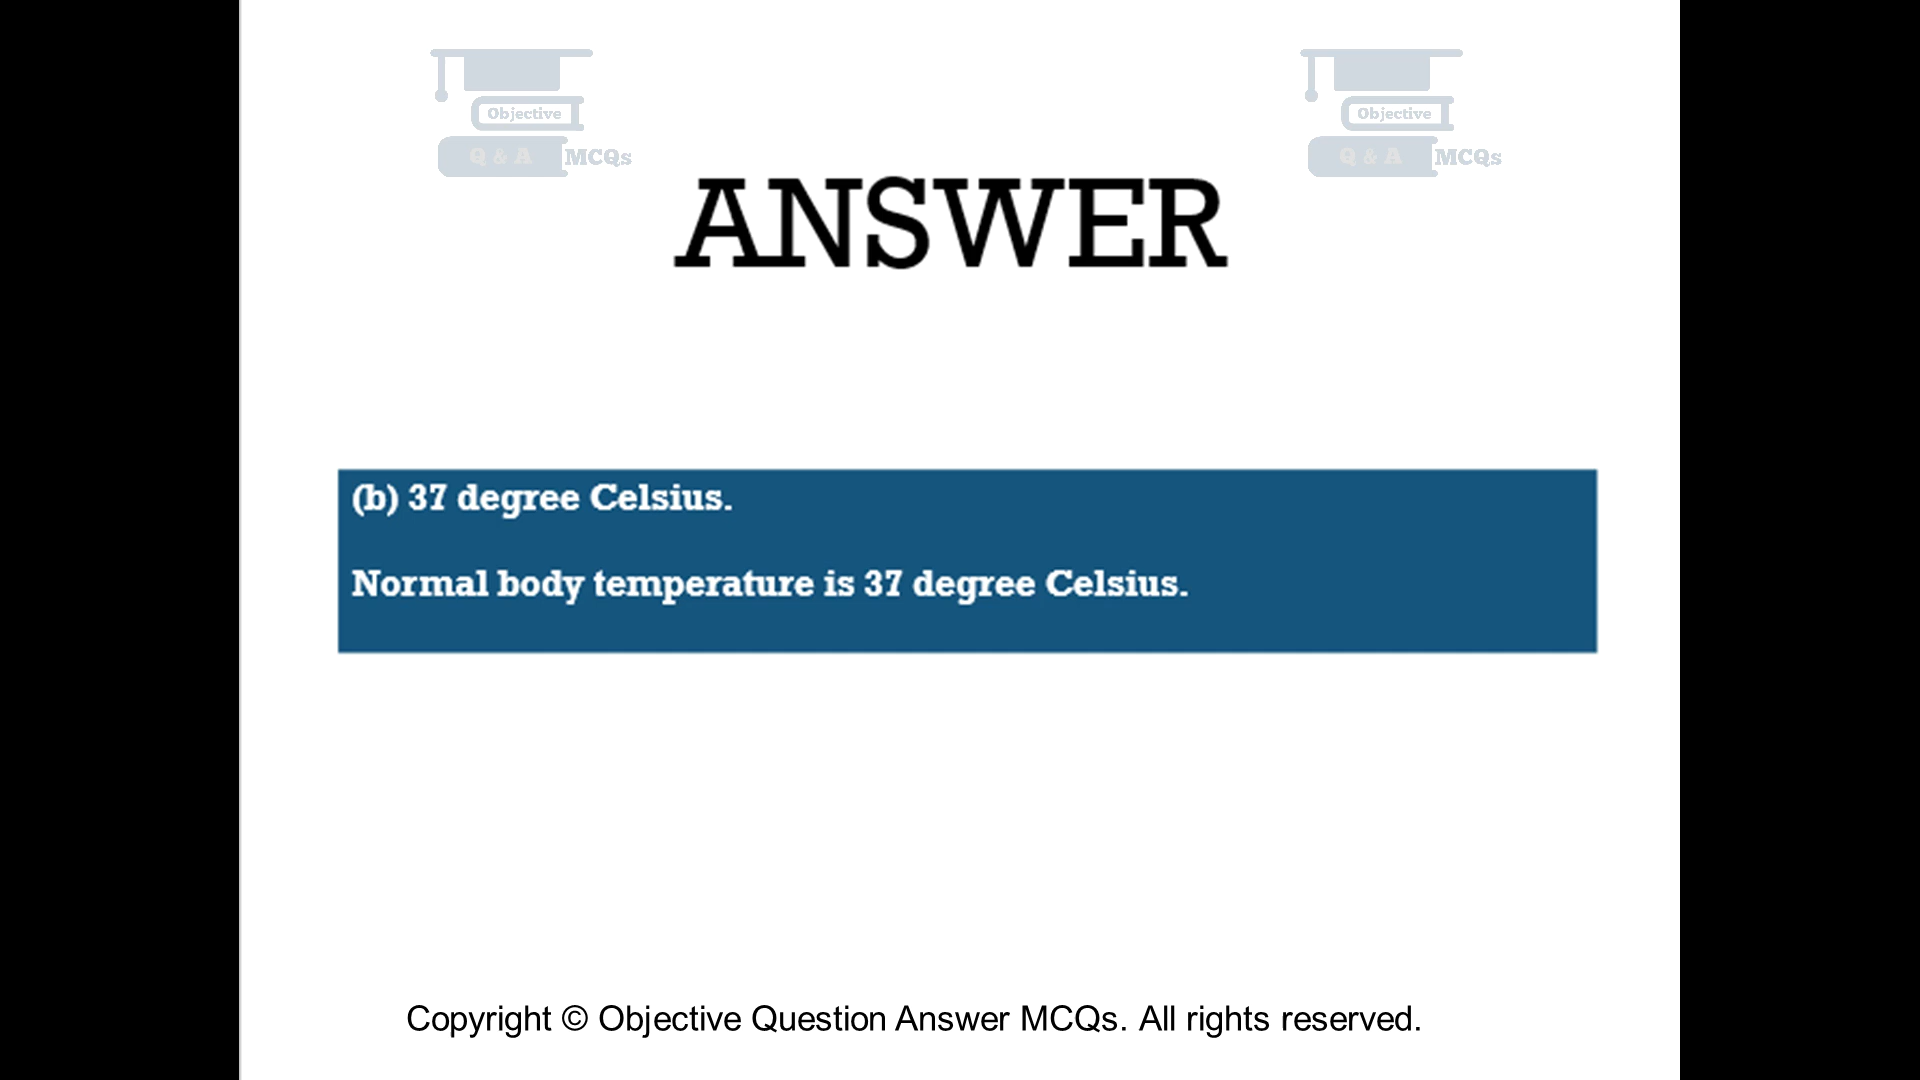 Objective
Q & A MCQs
Objective
Q & A MCQs
ANSWER
(b) 37 degree Celsius.
Normal body temperature is 37 degree Celsius.
Copyright © Objective Question Answer MCQs. All rights reserved.